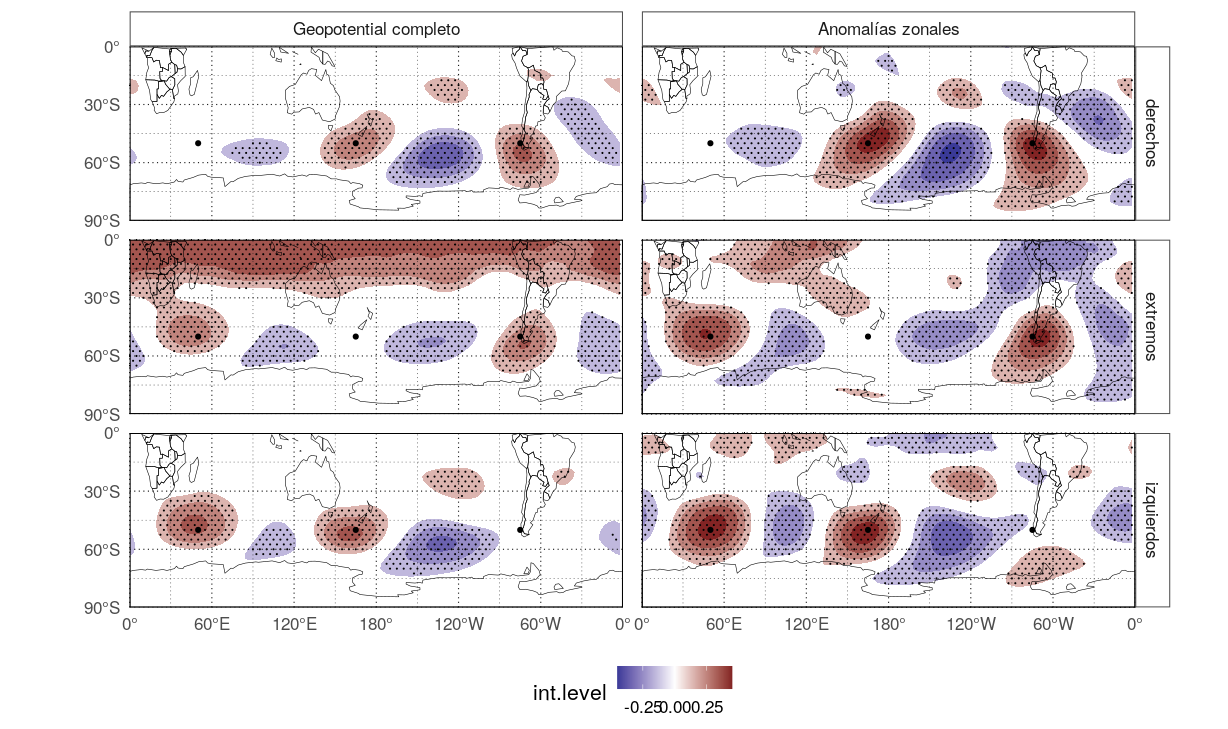 Geopotential completo
Anomalías zonales
0°
30°S
60°S
90°S
derechos
0°
30°S
60°S
90°S
extremos
0°
30°S
60°S
90°S
izquierdos
0° 60°E 120°E 180° 120°W 60°W 0° 0° 60°E 120°E 180° 120°W 60°W 0°
int.level
-0.25 0.00 0.25